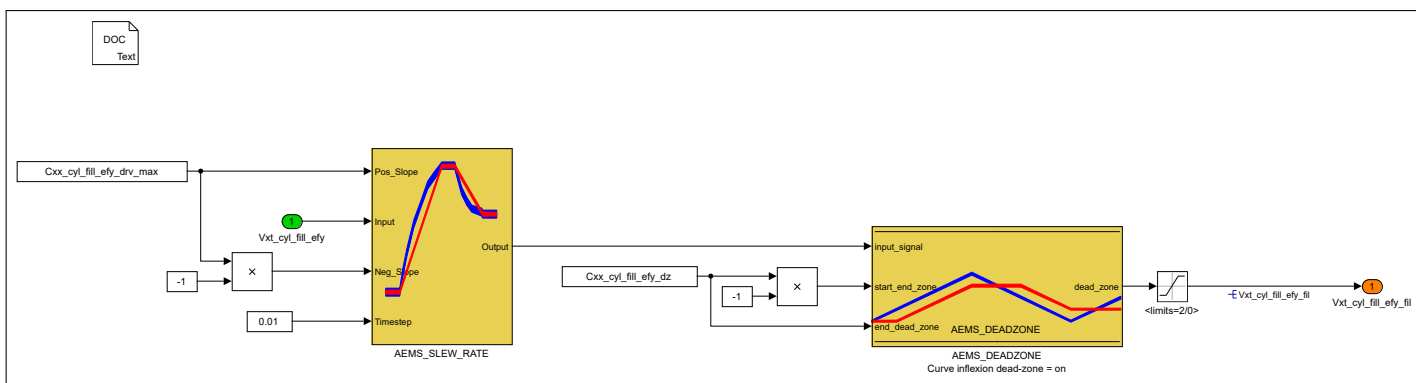 DOC
Text
Cxx_cyl_fill_efy_drv_max
Pos_Slope
1
Vxt_cyl_fill_efy
Input
-1
×
Neg_Slope
0.01
Timestep
Output
AEMS_SLEW_RATE
Cxx_cyl_fill_efy_dz
-1
×
input_signal
start_end_zone
end_dead_zone
dead_zone
AEMS_DEADZONE
AEMS_DEADZONE
Curve inflexion dead-zone = on
<limits=2/0>
Vxt_cyl_fill_efy_fil
1
Vxt_cyl_fill_efy_fil